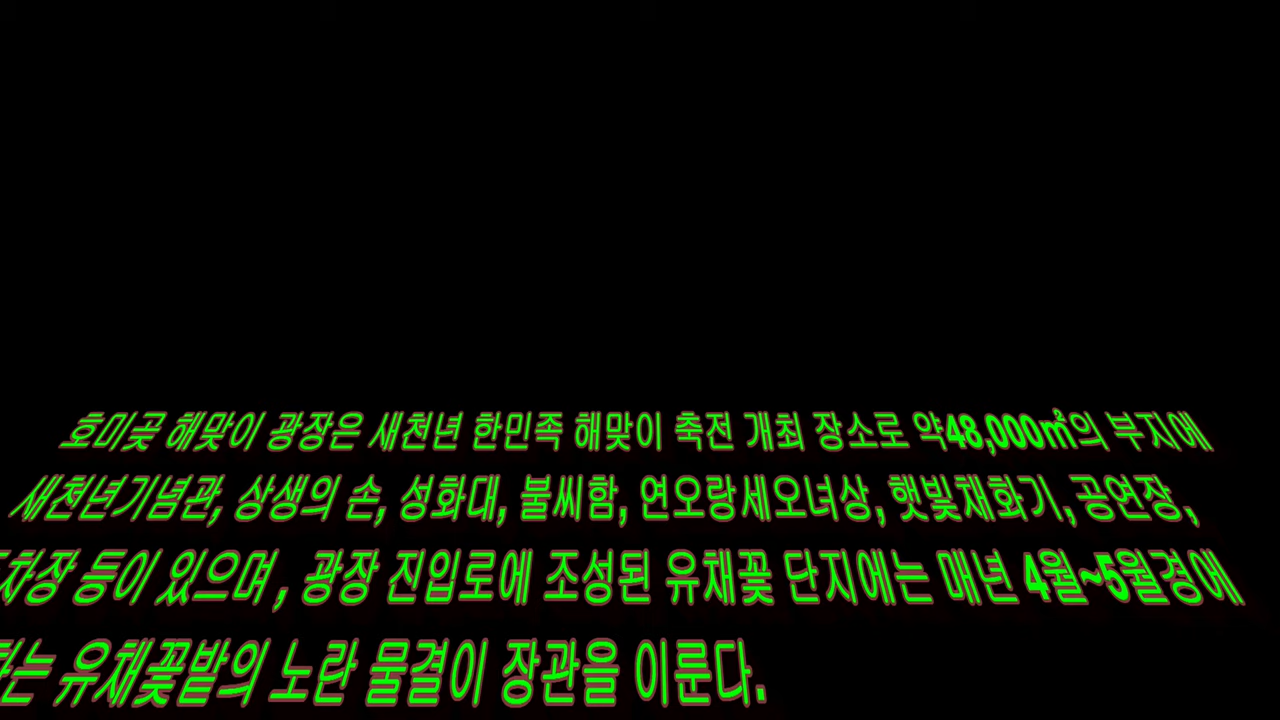 호미곶 해맞이 광장은 새천년 한민족 해맞이 축전 개최 장소로 약48,000㎡의 부지에
새천년기념관, 상생의 손, 성화대, 불씨함, 연오랑세오녀상, 햇빛채화기, 공연장,
등이 있으며, 광장 진입로에 조성된 유채꽃 단지에는 매년 4월~5월경에
유채꽃밭의 노란 물결이 장관을 이룬다.